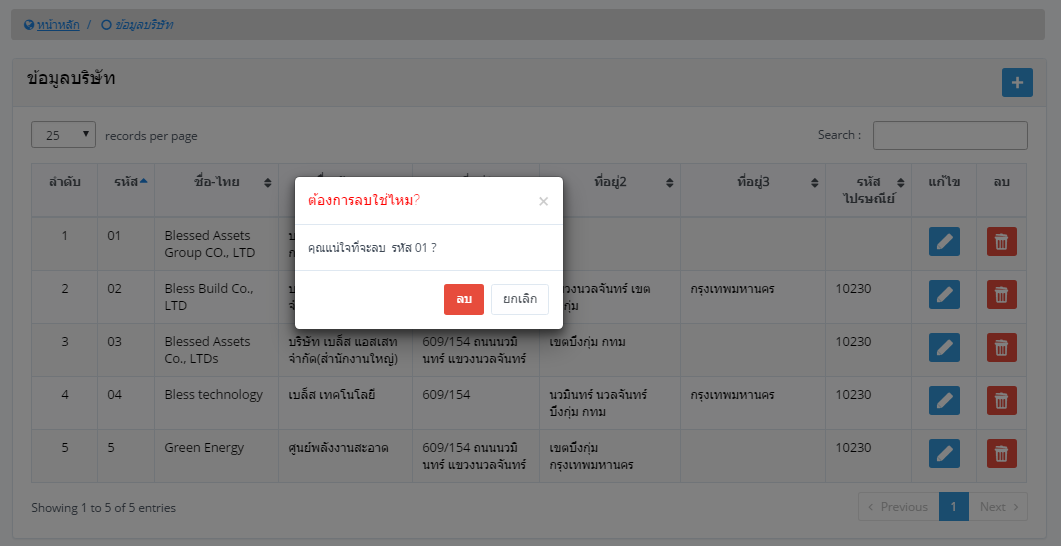 หน้าหลัก / ข้อมูลบริษัท
ข้อมูลบริษัท
25 records per page
Search :
ลำดับ รหัส ชื่อ-ไทย ที่อยู่2 ที่อยู่3 รหัส ไปรษณีย์ แก้ไข ลบ
ต้องการลบใช่ไหม? ×
คุณแน่ใจที่จะลบ รหัส 01 ?
ลบ ยกเลิก
1 01 Blessed Assets
Group CO., LTD
2 02 Bless Build Co., แขวงนวลจันทร์ เขต กรุงเทพมหานคร 10230
LTD
3 03 Blessed Assets บริษัท เบล็ส แอสเสท 609/154 ถนนนวมิ เขตบึงกุ่ม กทม 10230
Co., LTDs จำกัด(สำนักงานใหญ่) นทร์ แขวงนวลจันทร์
4 04 Bless technology เบล็ส เทคโนโลยี 609/154 นวมินทร์ นวลจันทร์ กรุงเทพมหานคร 10230
บึงกุ่ม กทม
5 5 Green Energy ศูนย์พลังงานสะอาด 609/154 ถนนนวมิ เขตบึงกุ่ม 10230
นทร์ แขวงนวลจันทร์ กรุงเทพมหานคร
Showing 1 to 5 of 5 entries
Previous 1 Next